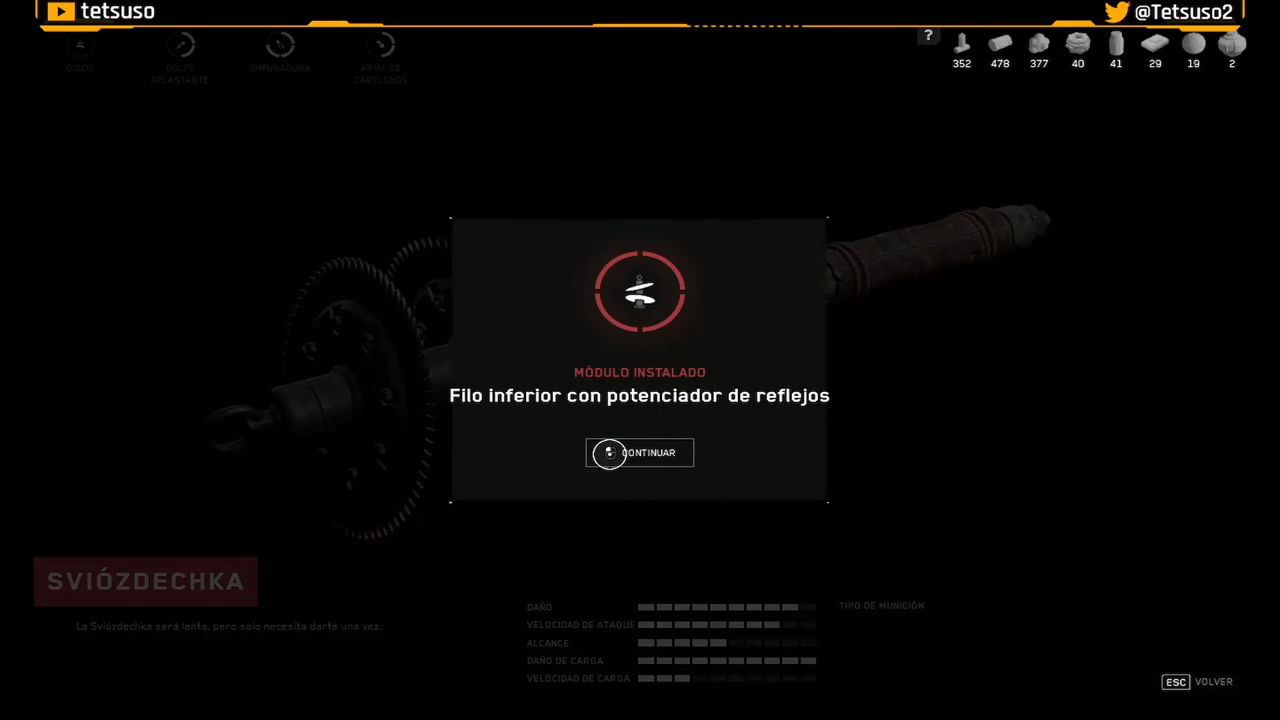 tetsuso
@Tetsuso2
?
352 478 377 40 41 29 19 2
DISCO
GOLPE APLASTANTE
EMPUÑADURA
ARMA DE CARTUCHOS
MÓDULO INSTALADO
Filo inferior con potenciador de reflejos
CONTINUAR
SVIÓZDECHKA
La Sviózdechka será lenta, pero solo necesita darte una vez.
DAÑO
VELOCIDAD DE ATAQUE
ALCANCE
DAÑO DE CARGA
VELOCIDAD DE CARGA
TIPO DE MUNICIÓN
ESC VOLVER